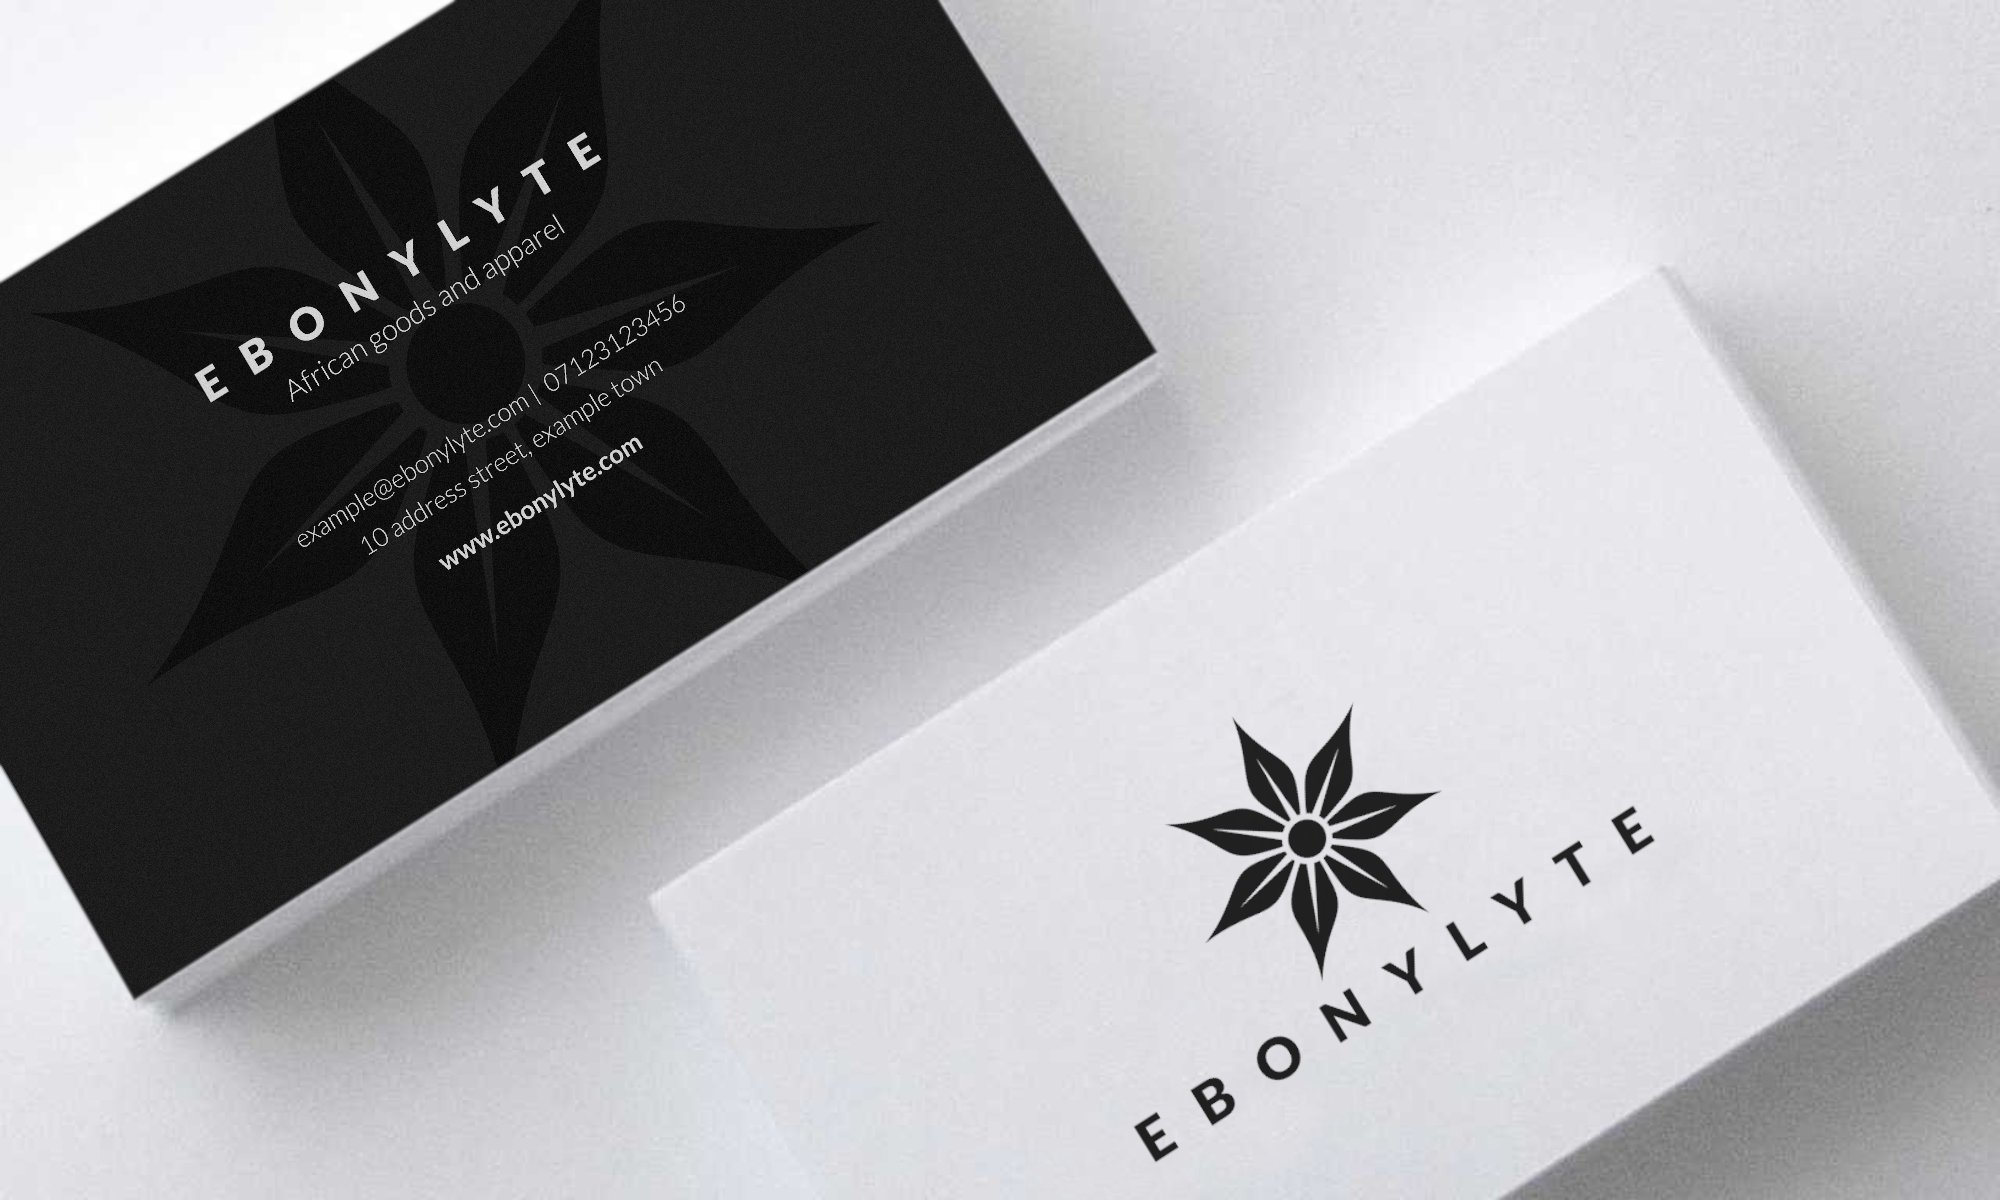 EBONYLYTE
African goods and apparel
example@ebonylyte.com | 07123123456
10 address street, example town
www.ebonylyte.com
EBONYLYTE